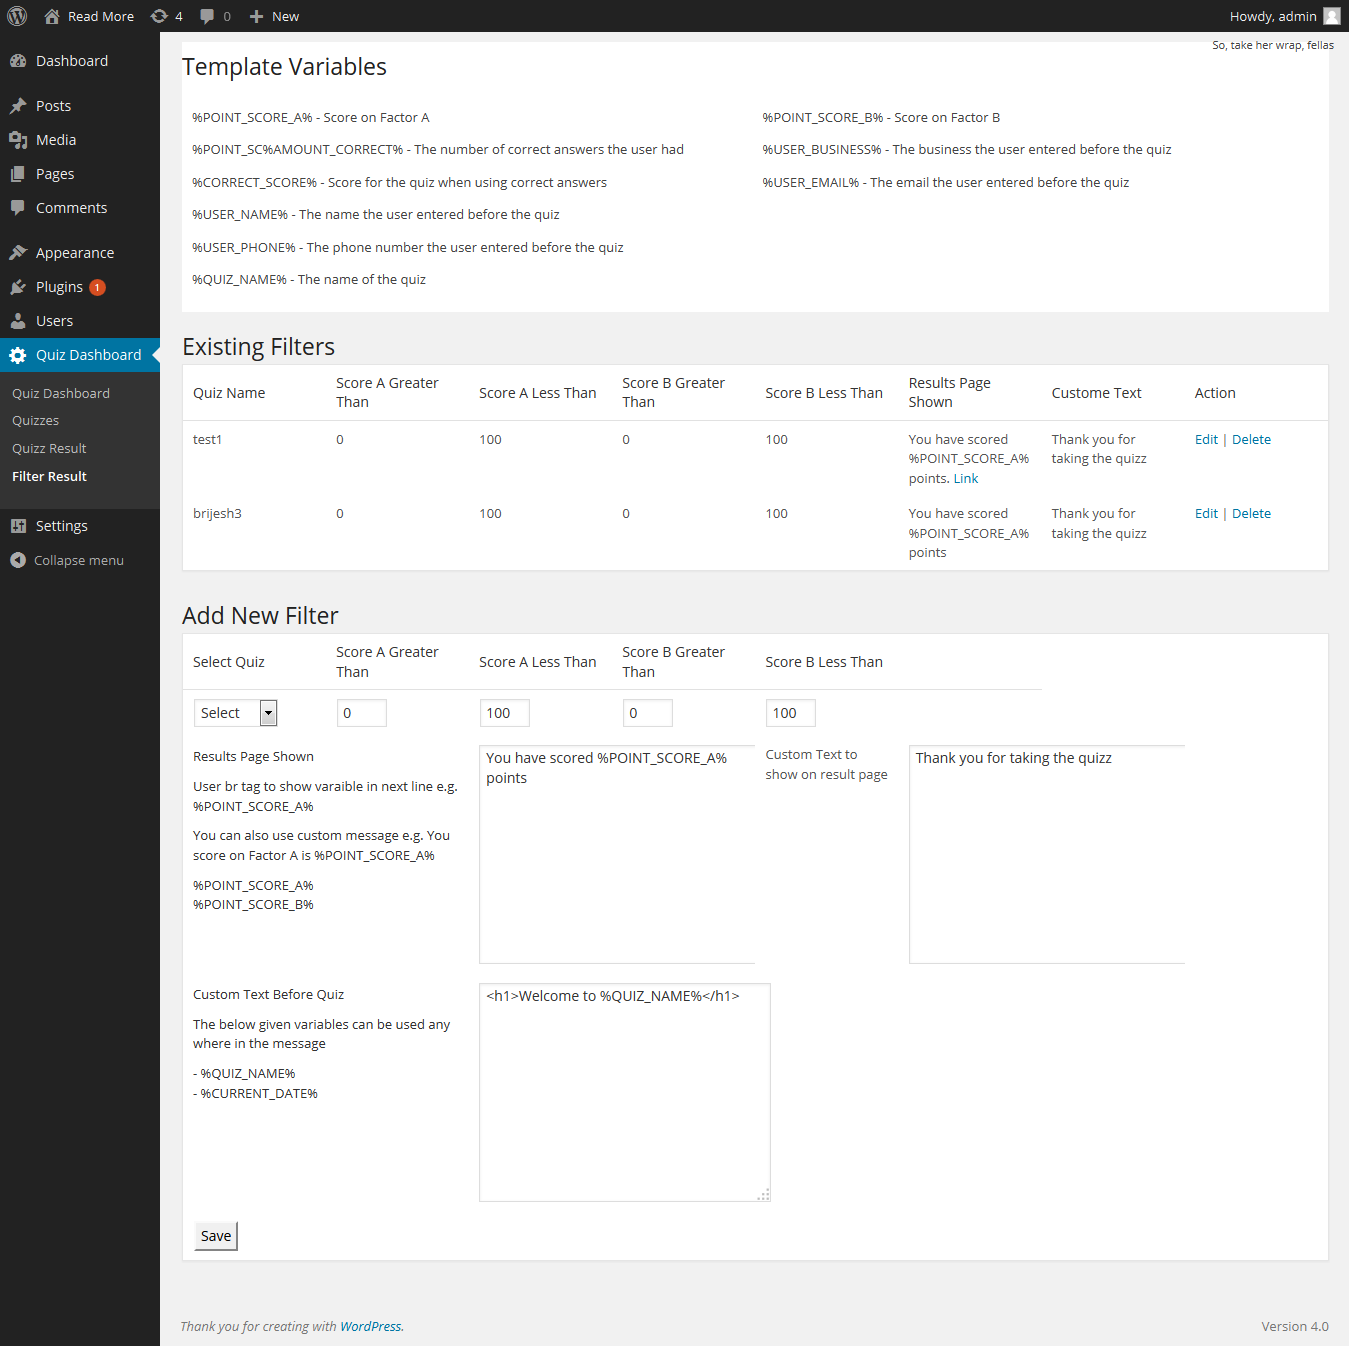 Read More 4 0 New Howdy, admin
So, take her wrap, fellas
Dashboard
Posts
Media
Pages
Comments
Appearance
Plugins 1
Users
Quiz Dashboard
Quiz Dashboard
Quizzes
Quizz Result
Filter Result
Settings
Collapse menu
Template Variables
%POINT_SCORE_A% - Score on Factor A
%POINT_SCORE_B% - Score on Factor B
%POINT_SC%AMOUNT_CORRECT% - The number of correct answers the user had
%USER_BUSINESS% - The business the user entered before the quiz
%CORRECT_SCORE% - Score for the quiz when using correct answers
%USER_EMAIL% - The email the user entered before the quiz
%USER_NAME% - The name the user entered before the quiz
%USER_PHONE% - The phone number the user entered before the quiz
%QUIZ_NAME% - The name of the quiz
Existing Filters
Quiz Name
Score A Greater
Than
Score A Less Than
Score B Greater
Than
Score B Less Than
Results Page
Shown
Custome Text
Action
test1
0
100
0
100
You have scored
%POINT_SCORE_A%
points. Link
Thank you for
taking the quizz
Edit | Delete
brijesh3
0
100
0
100
You have scored
%POINT_SCORE_A%
points
Thank you for
taking the quizz
Edit | Delete
Add New Filter
Select Quiz
Score A Greater
Than
Score A Less Than
Score B Greater
Than
Score B Less Than
Select
0
100
0
100
Results Page Shown
User br tag to show varaible in next line e.g.
%POINT_SCORE_A%
You can also use custom message e.g. You
score on Factor A is %POINT_SCORE_A%
%POINT_SCORE_A%
%POINT_SCORE_B%
You have scored %POINT_SCORE_A%
points
Custom Text to
show on result page
Thank you for taking the quizz
Custom Text Before Quiz
The below given variables can be used any
where in the message
- %QUIZ_NAME%
- %CURRENT_DATE%
<h1>Welcome to %QUIZ_NAME%</h1>
Save
Thank you for creating with WordPress.
Version 4.0